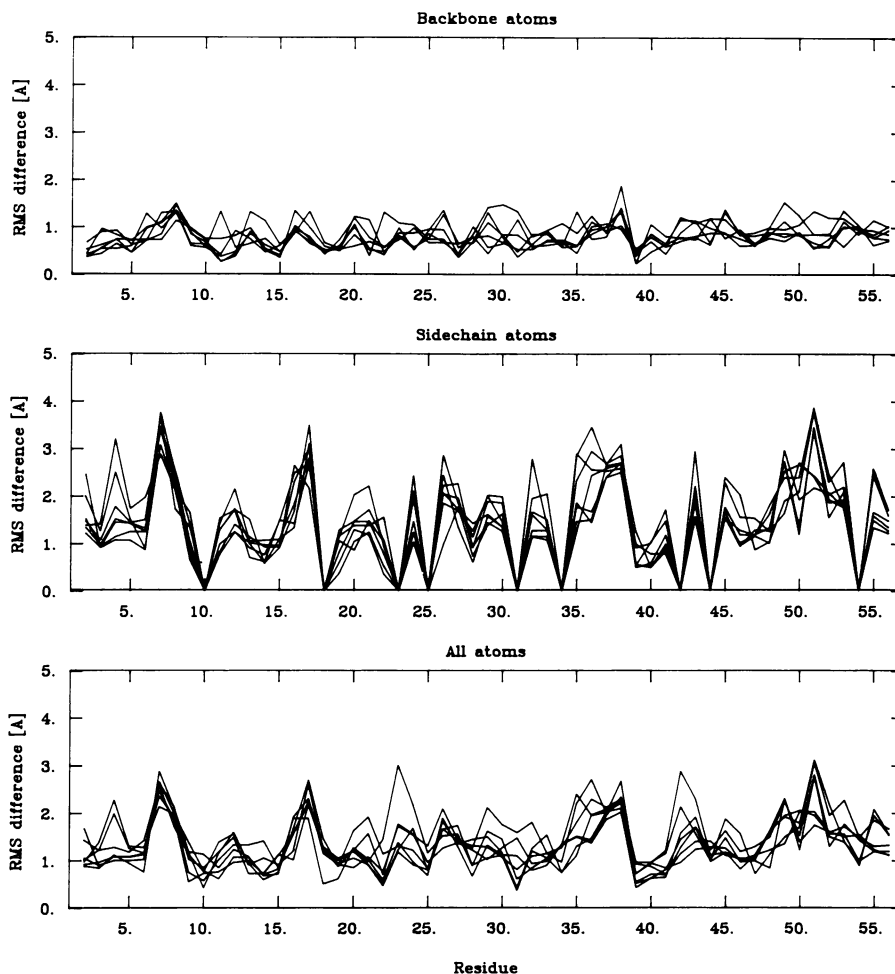 Backbone atoms
5.
4.
3.
2.
1.
0.
RMS difference [A]
5. 10. 15. 20. 25. 30. 35. 40. 45. 50. 55.
Sidechain atoms
5.
4.
3.
2.
1.
0.
RMS difference [A]
5. 10. 15. 20. 25. 30. 35. 40. 45. 50. 55.
All atoms
5.
4.
3.
2.
1.
0.
RMS difference [A]
5. 10. 15. 20. 25. 30. 35. 40. 45. 50. 55.
Residue